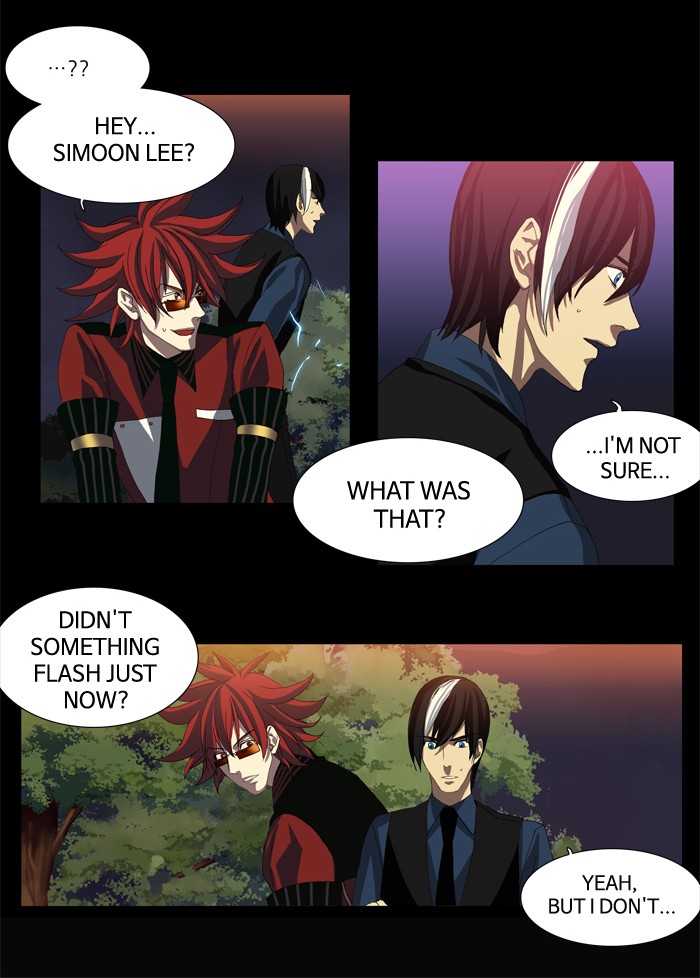 …??
HEY...
SIMOON LEE?
WHAT WAS
THAT?
...I'M NOT
SURE...
DIDN'T
SOMETHING
FLASH JUST
NOW?
YEAH,
BUT I DON'T...